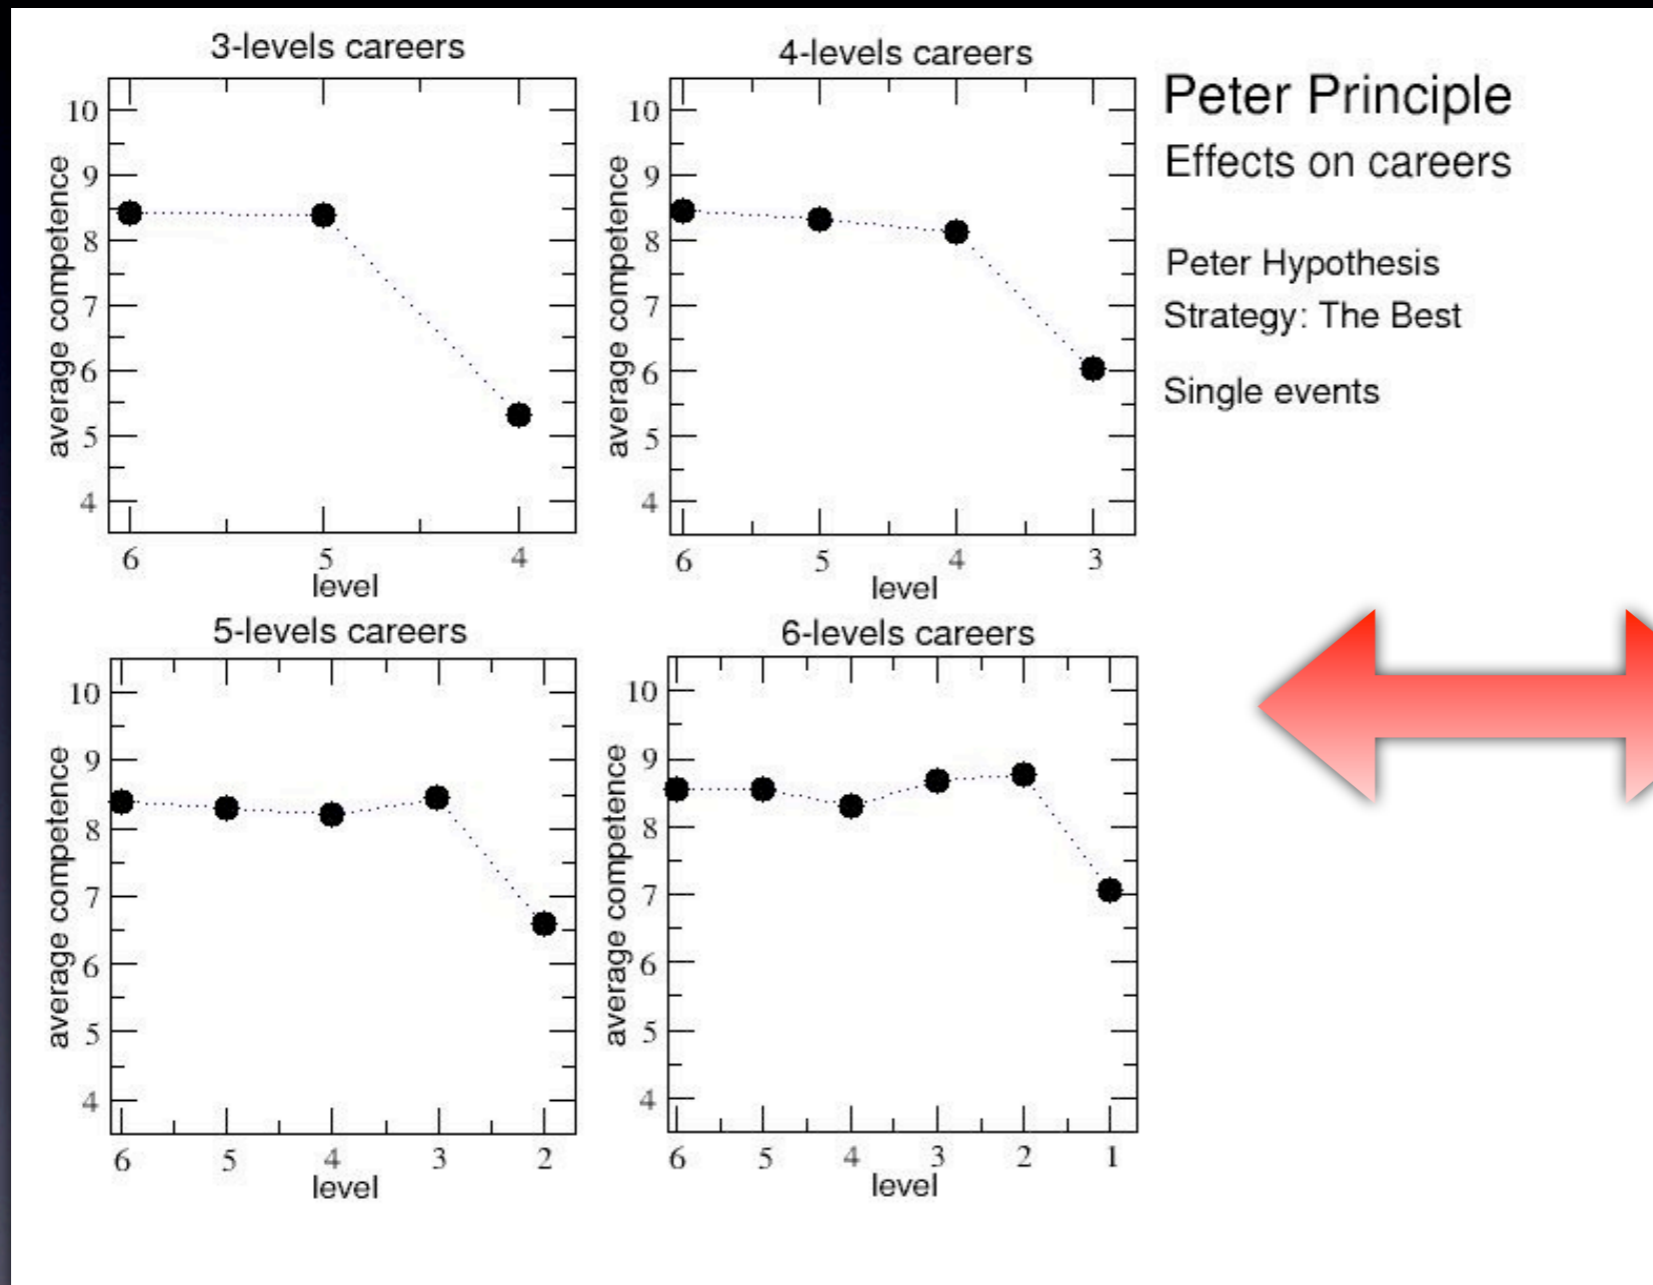 3-levels careers
10
9
8
7
6
5
4
average competence
6 5 4
level
4-levels careers
10
9
8
7
6
5
4
average competence
6 5 4 3
level
Peter Principle
Effects on careers
Peter Hypothesis
Strategy: The Best
Single events
5-levels careers
10
9
8
7
6
5
4
average competence
6 5 4 3 2
level
6-levels careers
10
9
8
7
6
5
4
average competence
6 5 4 3 2 1
level